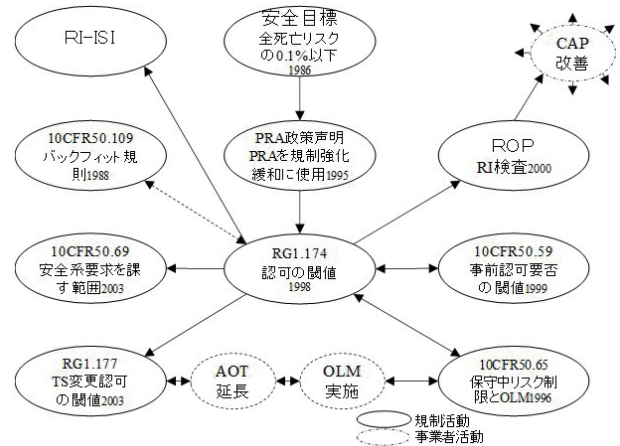 RI-ISI
安全目標
全死亡リスク
の0.1%以下
1986
CAP
改善
10CFR50.109
バックフィット規
則1988
PRA政策声明
PRAを規制強化
緩和に使用1995
ROP
RI検査2000
10CFR50.69
安全系要求を課
す範囲2003
RG1.174
認可の閾値
1998
10CFR50.59
事前認可要否
の閾値1999
RG1.177
TS変更認可
の閾値2003
AOT
延長
OLM
実施
10CFR50.65
保守中リスク制
限とOLM1996
規制活動
事業者活動